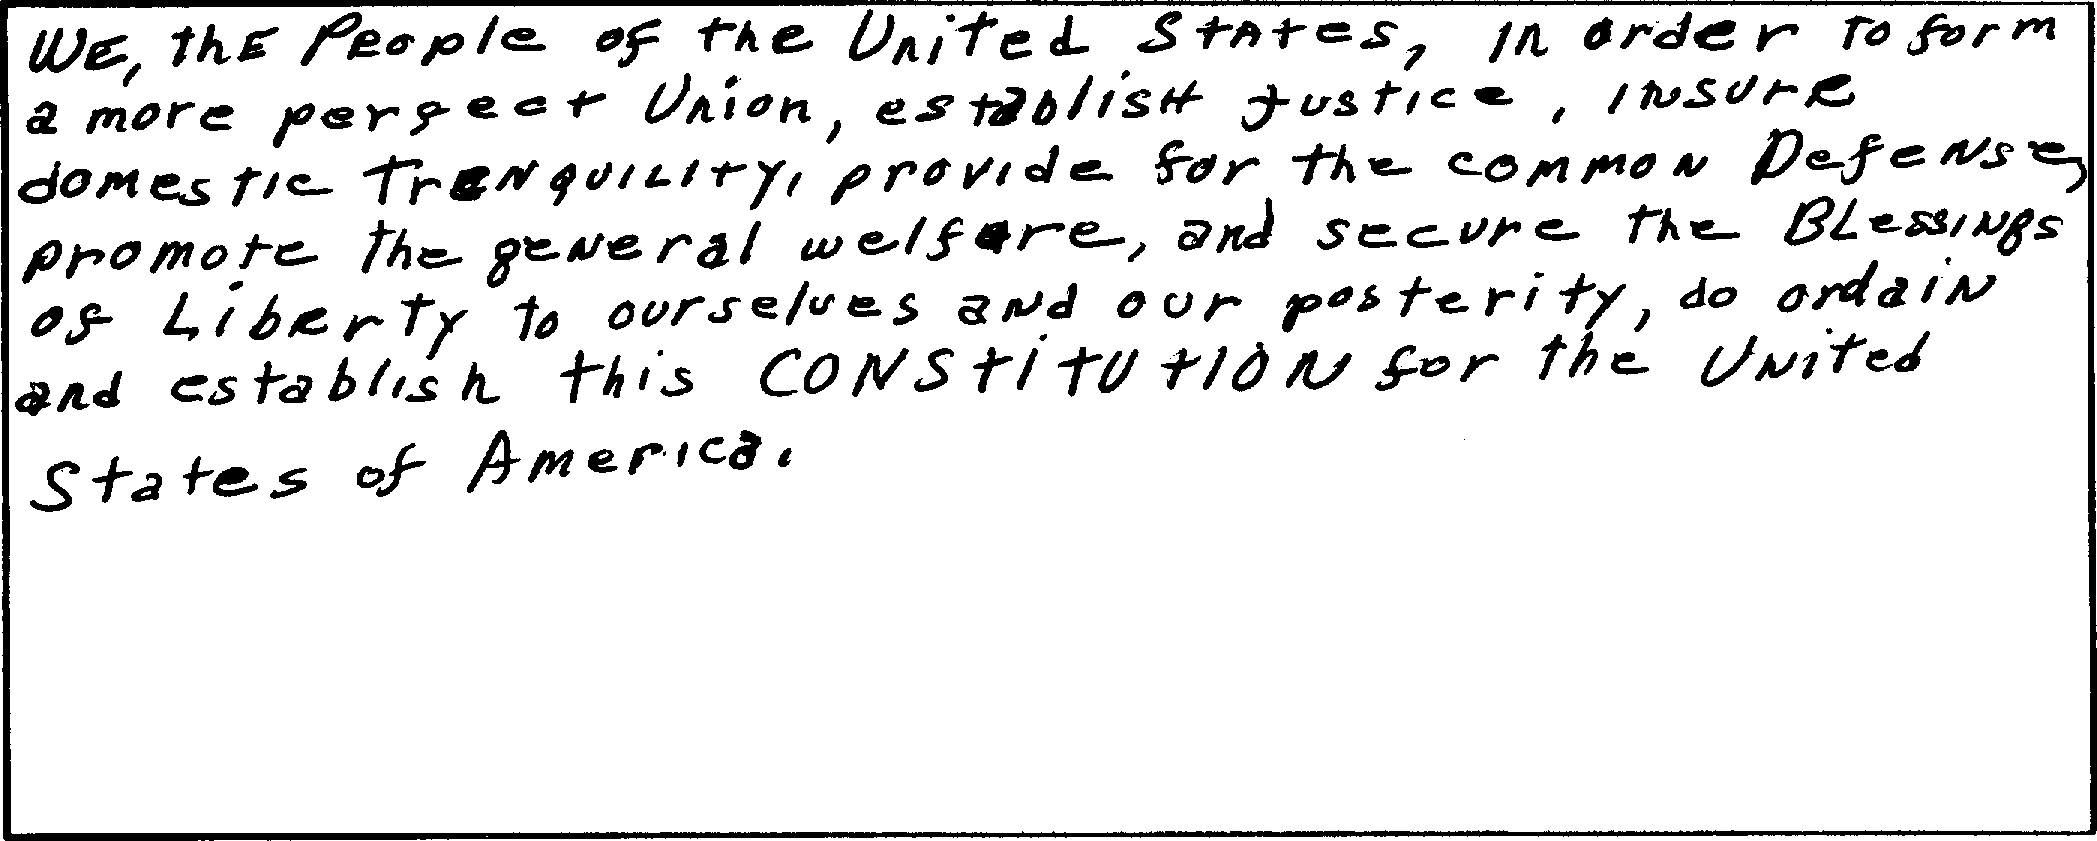 WE, thE PEople of the United States, in order to form
a more perfect Union, establish justice, insure
domestic TrenQUILITY, provide for the common Defense,
promote the general welfare, and secure the BLessings
of Liberty to ourselves and our posterity, do ordain
and establish this CONSTITUTION for the United
States of America.